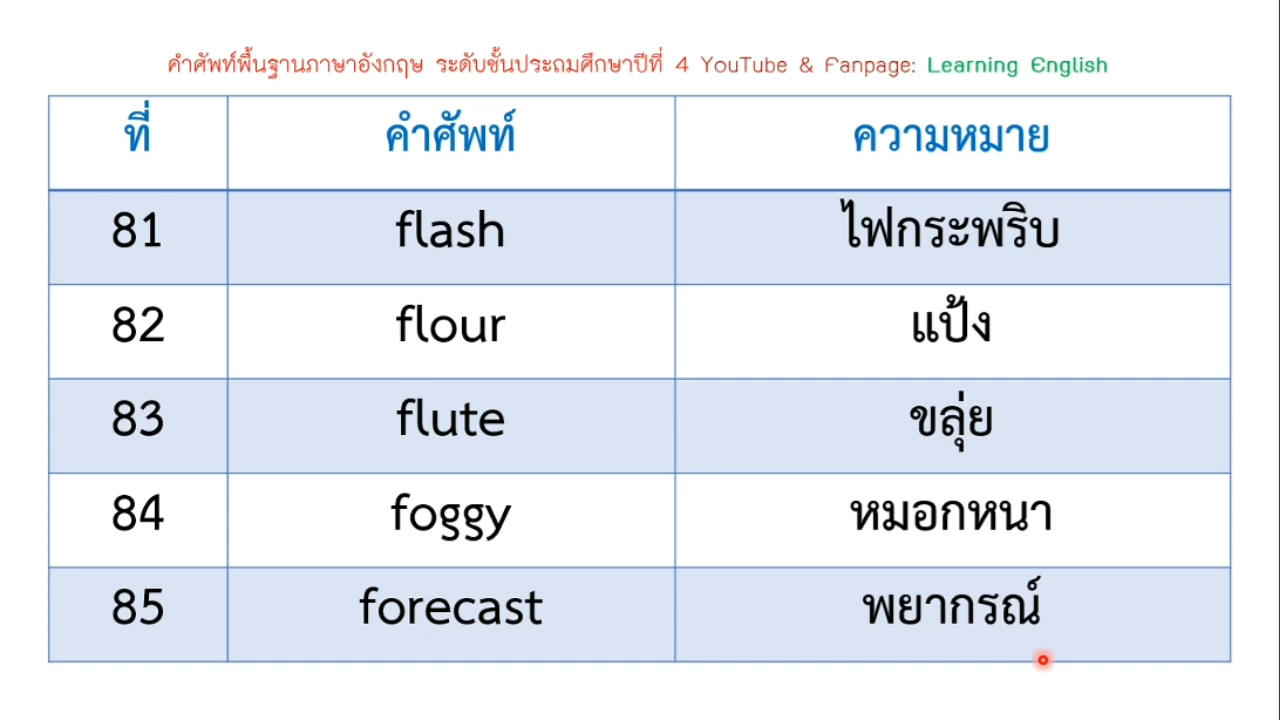 คำศัพท์พื้นฐานภาษาอังกฤษ ระดับชั้นประถมศึกษาปีที่ 4 YouTube & Fanpage: Learning English
ที่ คำศัพท์ ความหมาย
81 flash ไฟกระพริบ
82 flour แป้ง
83 flute ขลุ่ย
84 foggy หมอกหนา
85 forecast พยากรณ์